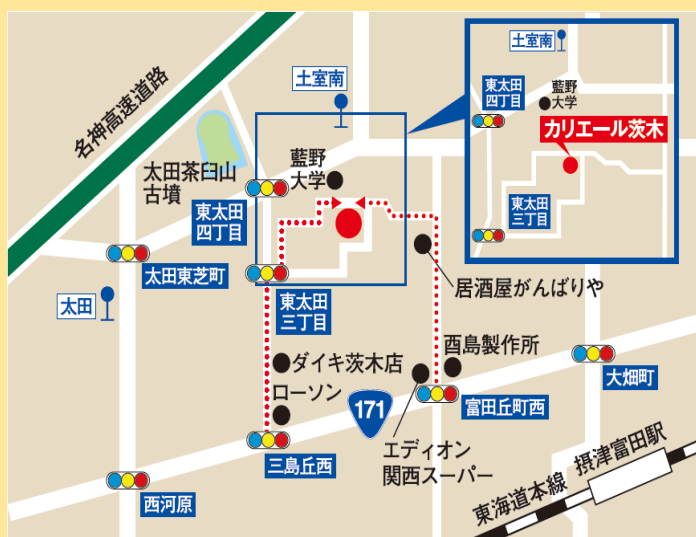 名神高速道路
土室南
太田茶臼山
古墳
藍野
大学
東太田
四丁目
太田東芝町
太田
東太田
三丁目
居酒屋がんばりや
ダイキ茨木店
ローソン
酉島製作所
大畑町
171
富田丘町西
三島丘西
エディオン
関西スーパー
西河原
東海道本線
摂津富田駅
土室南
東太田
四丁目
藍野
大学
カリエール茨木
東太田
三丁目